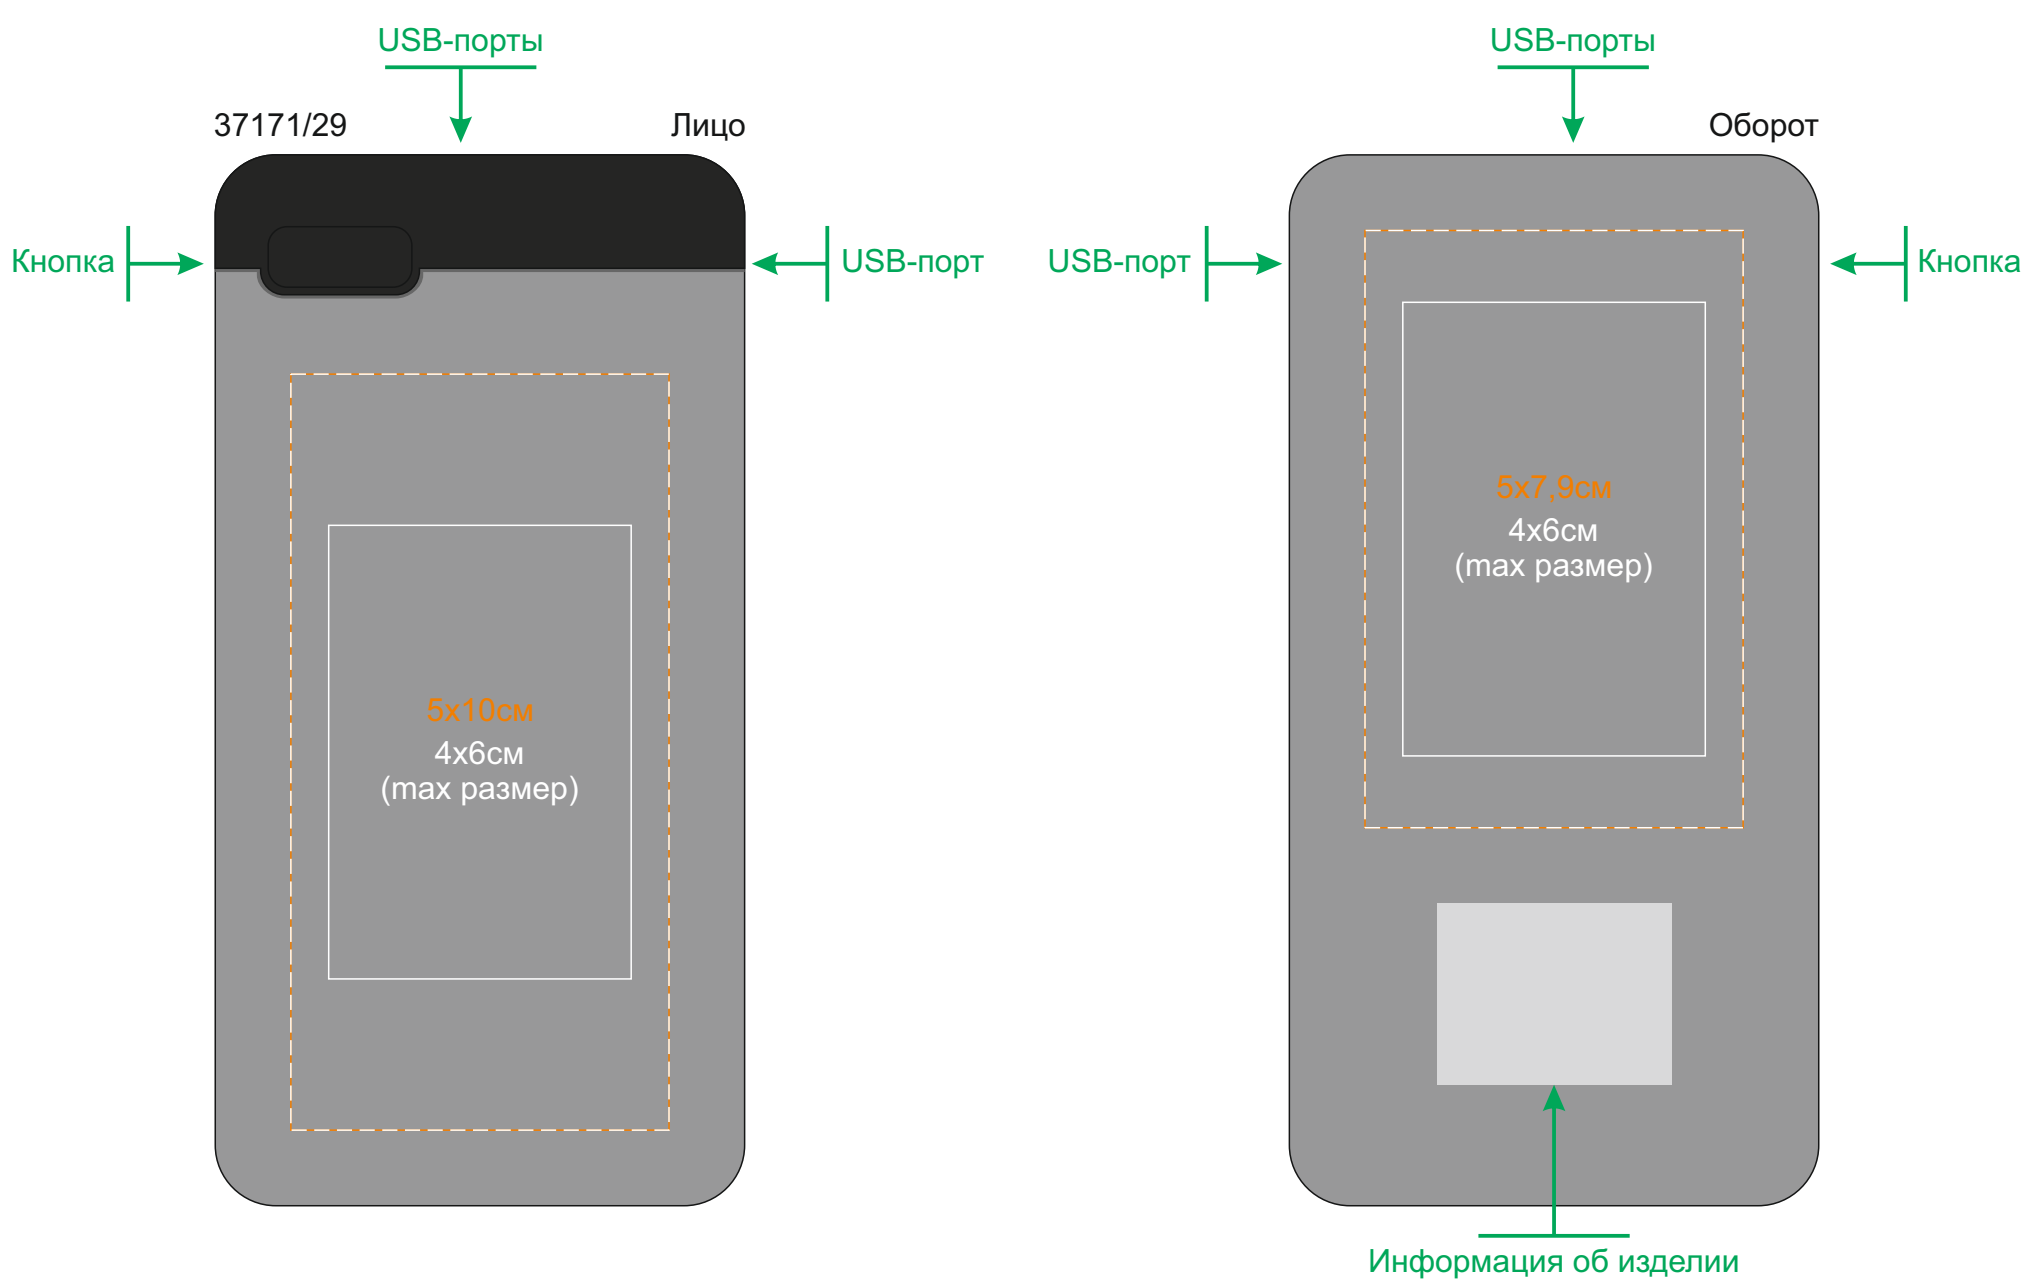 USB-порты
37171/29
Лицо
Кнопка
USB-порт
5х10см
4х6см
(max размер)
USB-порты
Оборот
USB-порт
Кнопка
5х7,9см
4х6см
(max размер)
Информация об изделии